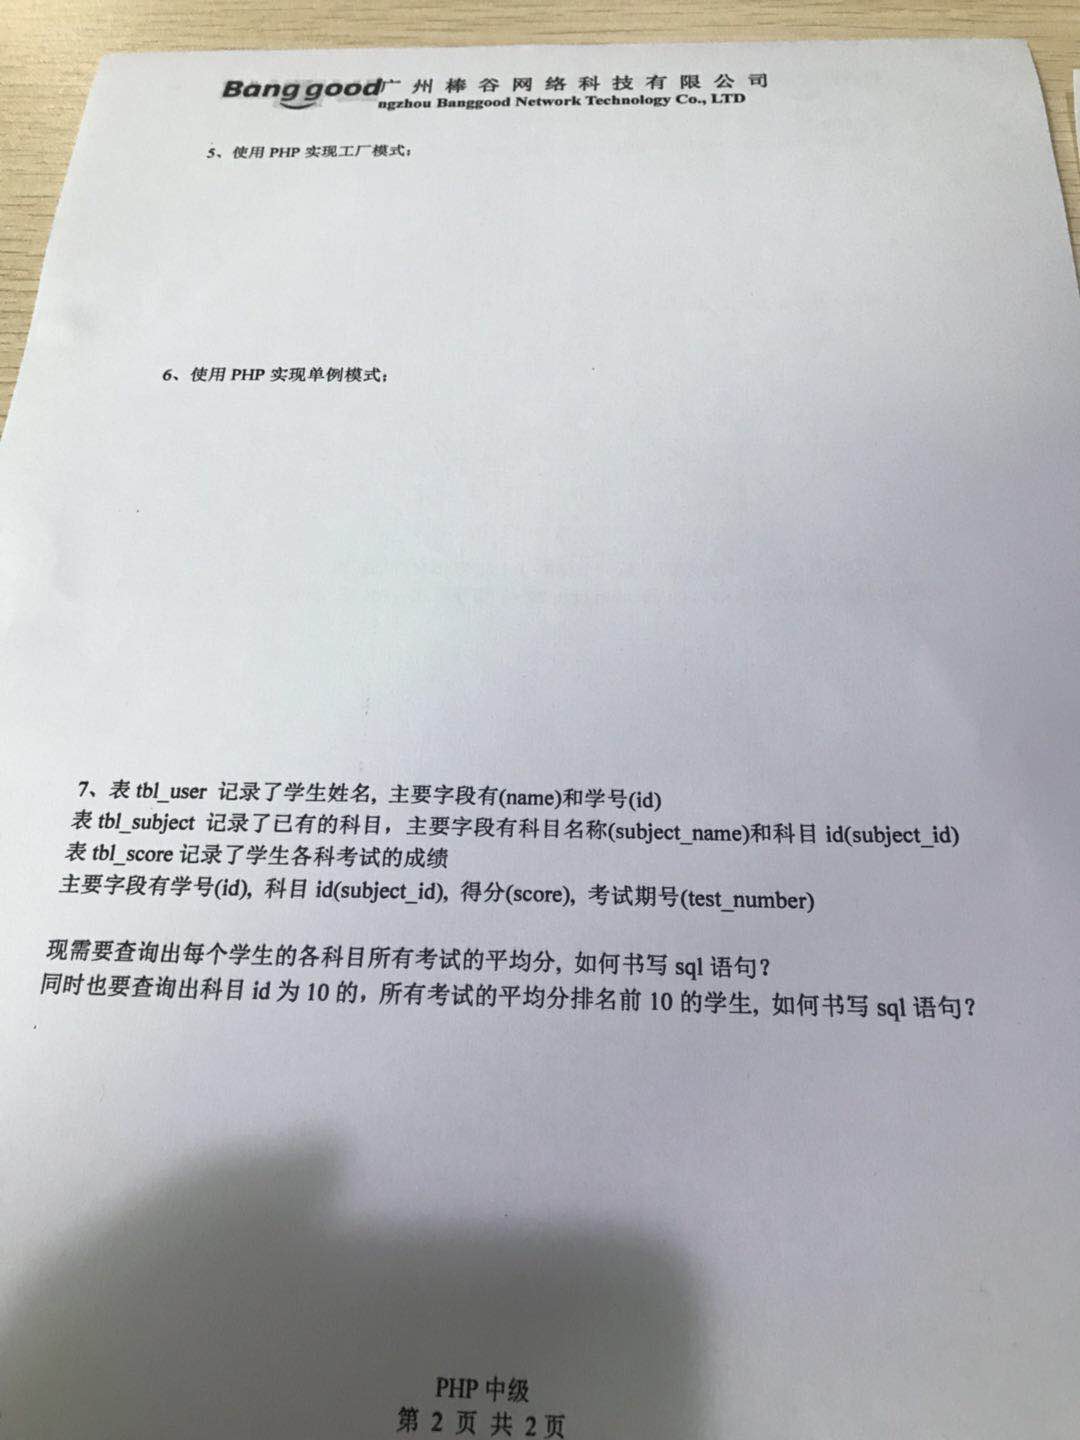 Banggood广州棒谷网络科技有限公司
ngzhou Banggood Network Technology Co., LTD
5、使用 PHP 实现工厂模式；
6、使用 PHP 实现单例模式；
7、表 tbl_user 记录了学生姓名, 主要字段有(name)和学号(id)
表 tbl_subject 记录了已有的科目，主要字段有科目名称(subject_name)和科目 id(subject_id)
表 tbl_score 记录了学生各科考试的成绩
主要字段有学号(id), 科目 id(subject_id), 得分(score), 考试期号(test_number)
现需要查询出每个学生的各科目所有考试的平均分, 如何书写 sql 语句？
同时也要查询出科目 id 为 10 的，所有考试的平均分排名前 10 的学生, 如何书写 sql 语句？
PHP 中级
第 2 页 共 2 页